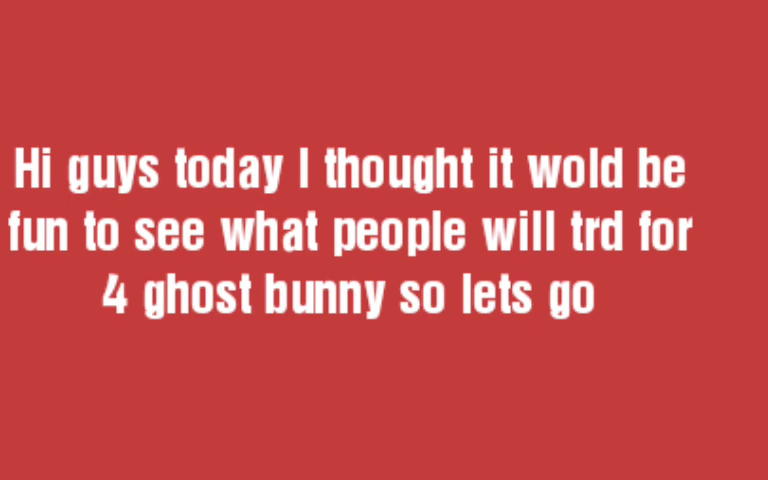 Hi guys today I thought it wold be
fun to see what people will trd for
4 ghost bunny so lets go